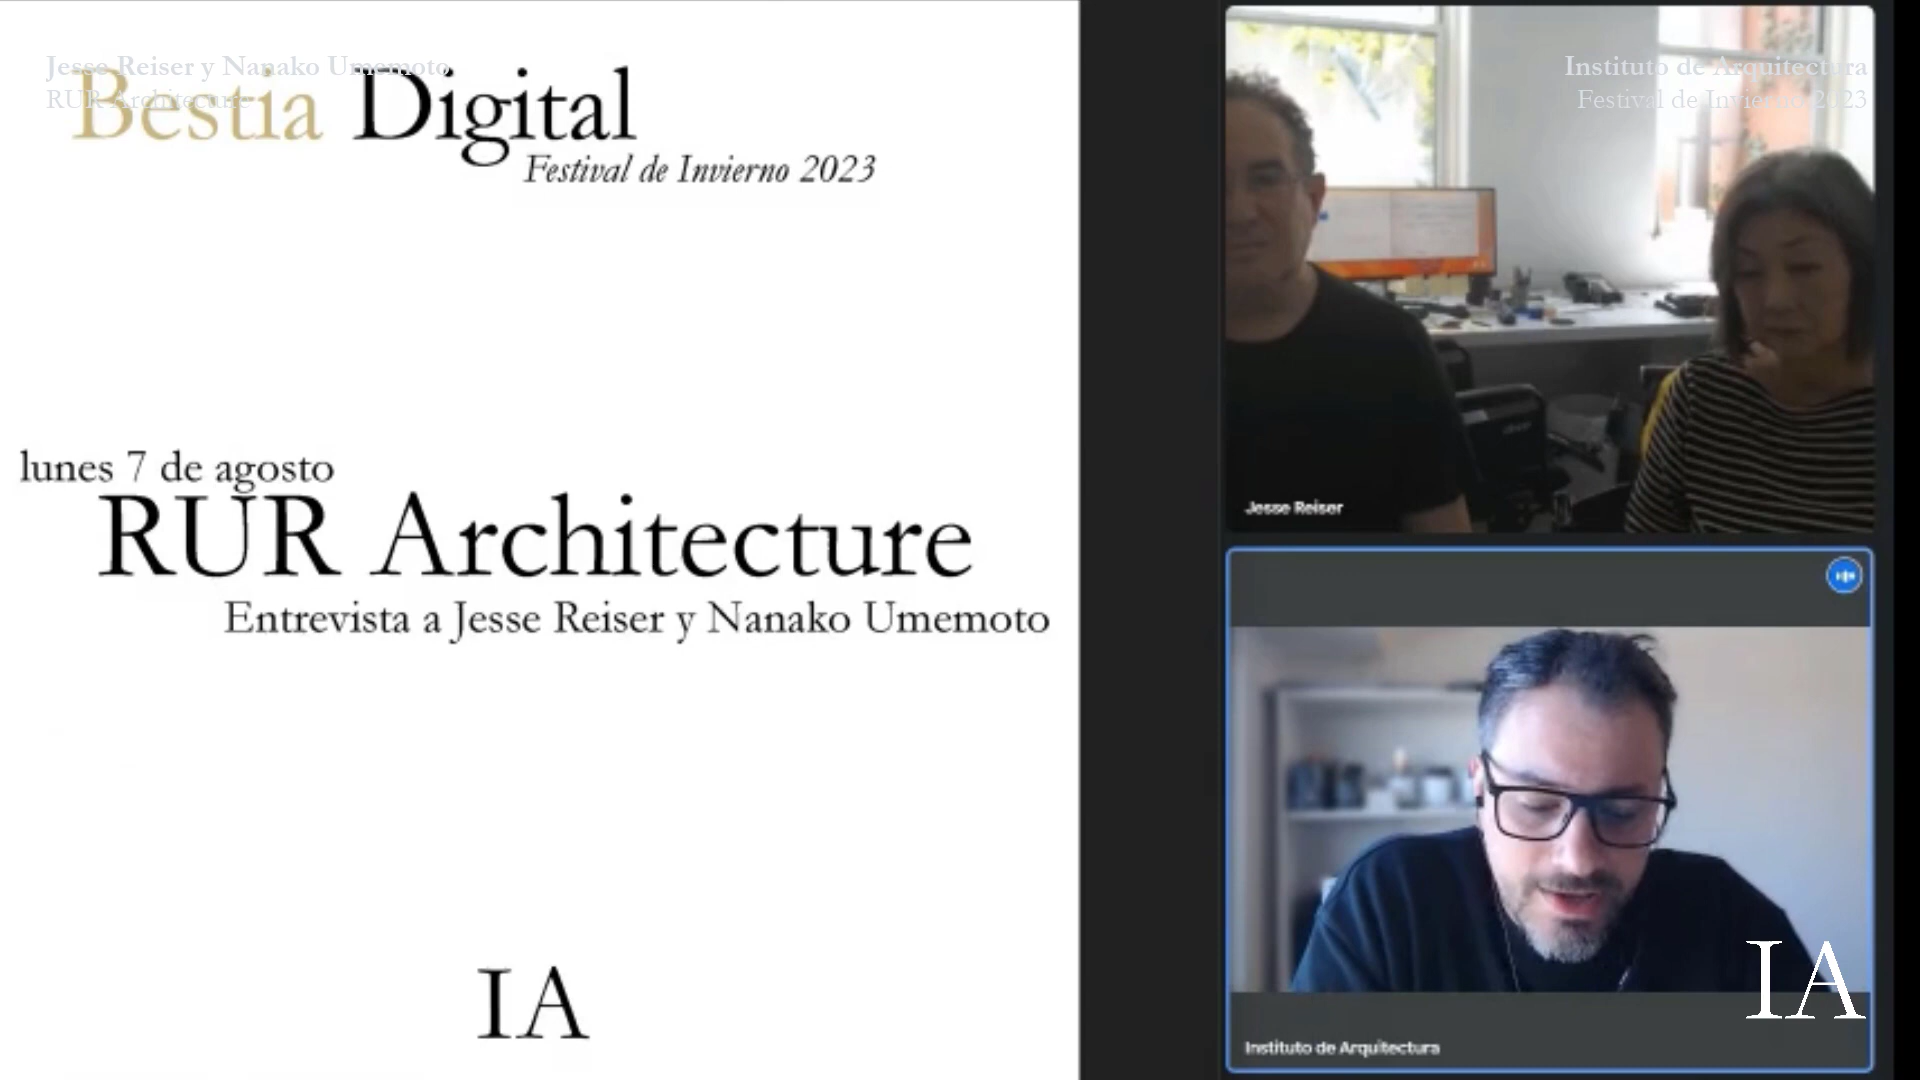 Jesse Reiser y Nanako Umemoto
RUR Architecture
Bestia Digital
Festival de Invierno 2023
lunes 7 de agosto
RUR Architecture
Entrevista a Jesse Reiser y Nanako Umemoto
IA
Instituto de Arquitectura
Festival de Invierno 2023
Jesse Reiser
IA
Instituto de Arquitectura